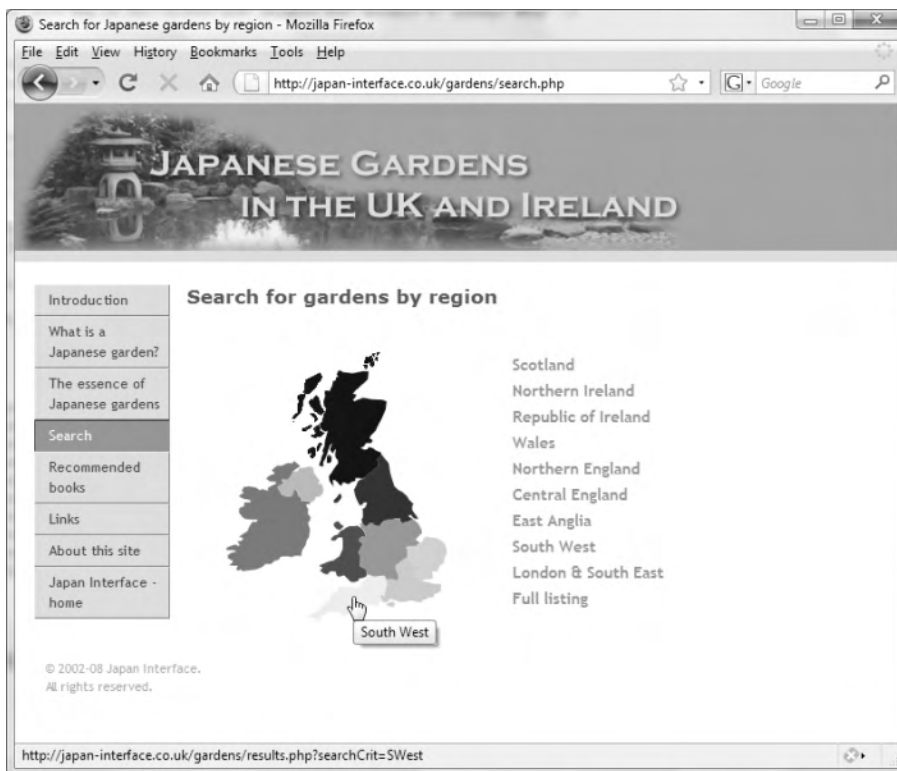 Search for Japanese gardens by region - Mozilla Firefox
File Edit View History Bookmarks Tools Help
http://japan-interface.co.uk/gardens/search.php
G Google
JAPANESE GARDENS
IN THE UK AND IRELAND
Introduction
What is a
Japanese garden?
The essence of
Japanese gardens
Search
Recommended
books
Links
About this site
Japan Interface -
home
Search for gardens by region
Scotland
Northern Ireland
Republic of Ireland
Wales
Northern England
Central England
East Anglia
South West
London & South East
Full listing
South West
© 2002-08 Japan Interface.
All rights reserved.
http://japan-interface.co.uk/gardens/results.php?searchCrit=SWest